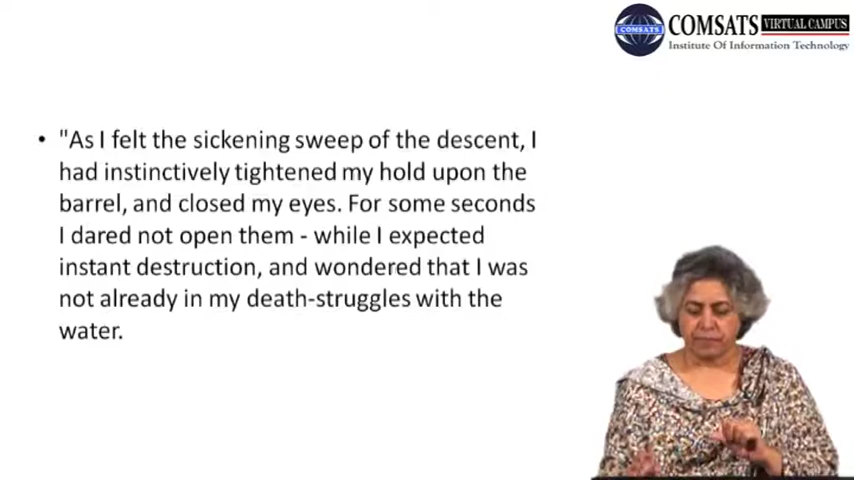 COMSATS VIRTUAL CAMPUS
COMSATS
Institute Of Information Technology
• "As I felt the sickening sweep of the descent, I
had instinctively tightened my hold upon the
barrel, and closed my eyes. For some seconds
I dared not open them - while I expected
instant destruction, and wondered that I was
not already in my death-struggles with the
water.